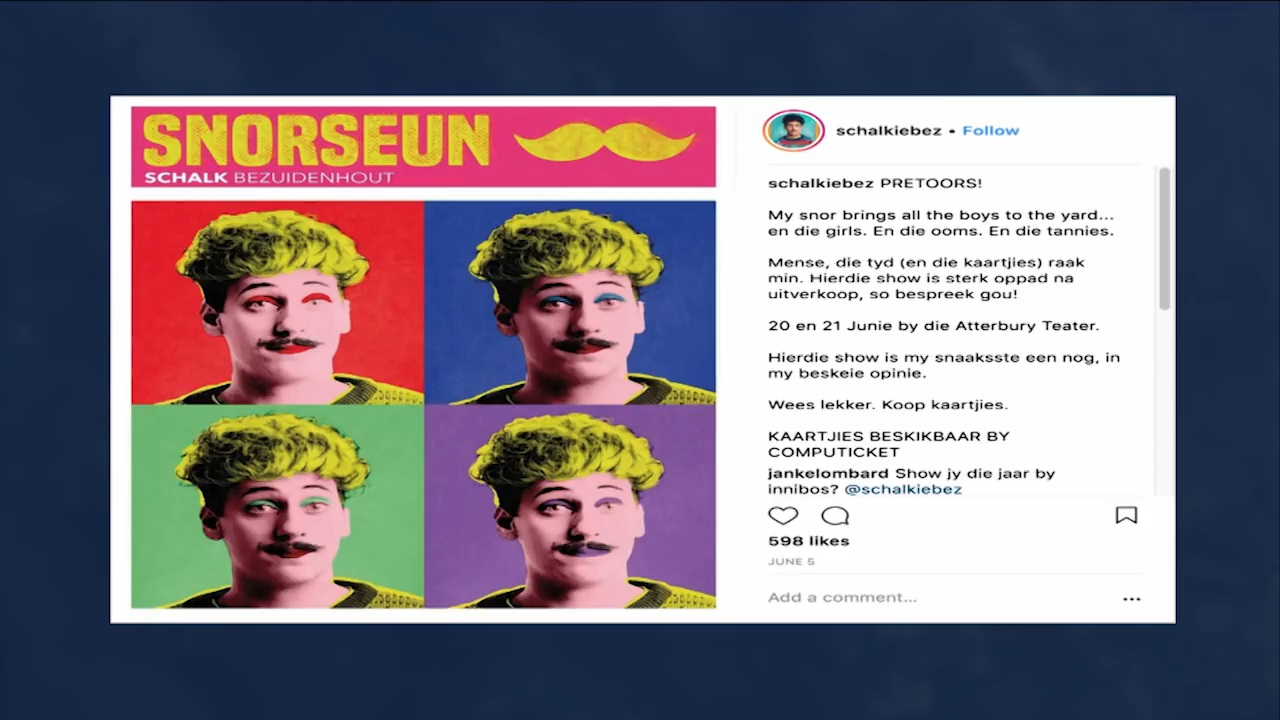 SNORSEUN
SCHALK BEZUIDENHOUT
schalkiebez • Follow
schalkiebez PRETOORS!
My snor brings all the boys to the yard...
en die girls. En die ooms. En die tannies.
Mense, die tyd (en die kaartjies) raak
min. Hierdie show is sterk oppad na
uitverkoop, so bespreek gou!
20 en 21 Junie by die Atterbury Teater.
Hierdie show is my snaaksste een nog, in
my beskeie opinie.
Wees lekker. Koop kaartjies.
KAARTJIES BESKIKBAAR BY
COMPUTICKET
jankelombard Show jy die jaar by
innibos? @schalkiebez
598 likes
JUNE 5
Add a comment...